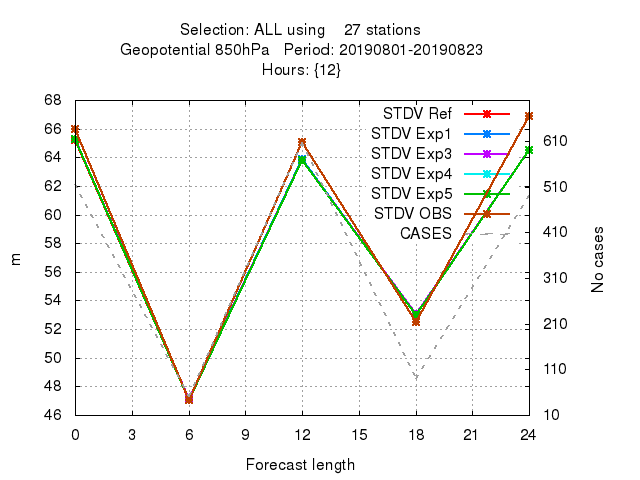 Selection: ALL using    27 stations
Geopotential 850hPa   Period: 20190801-20190823
Hours: {12}
68
66
64
62
60
58
56
54
52
50
48
46
m
STDV Ref
STDV Exp1
STDV Exp3
STDV Exp4
STDV Exp5
STDV OBS
CASES
610
510
410
310
210
110
10
No cases
0 3 6 9 12 15 18 21 24
Forecast length